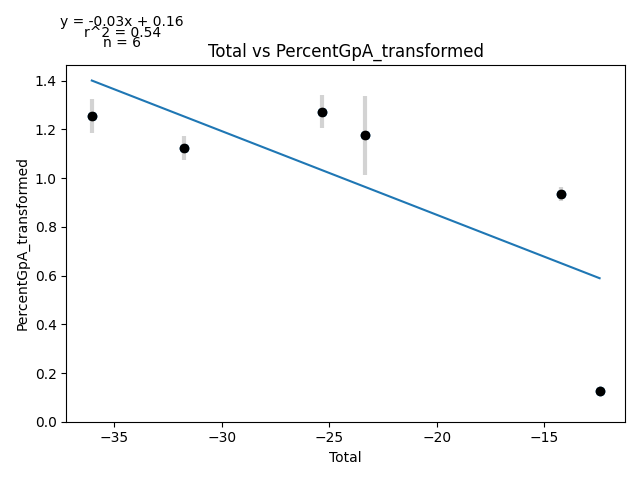 y = -0.03x + 0.16
r^2 = 0.54
n = 6
Total vs PercentGpA_transformed
PercentGpA_transformed
1.4
1.2
1.0
0.8
0.6
0.4
0.2
0.0
−35
−30
−25
−20
−15
Total